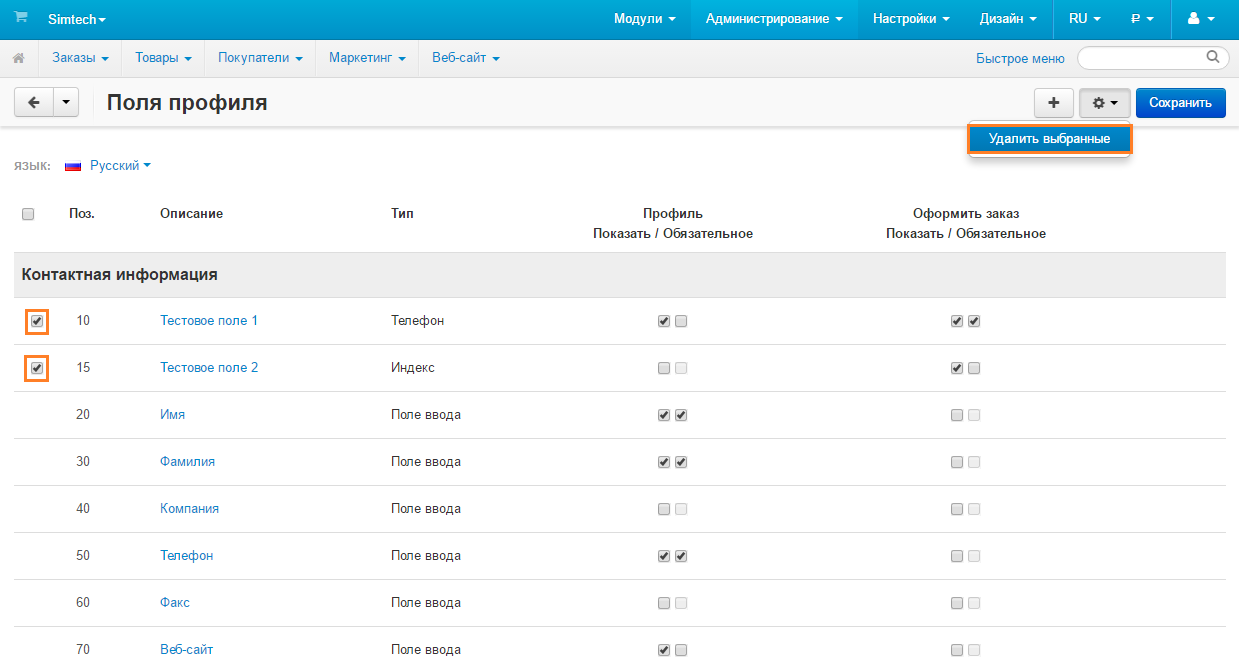 Simtech Модули Администрирование Настройки Дизайн RU ₽
Заказы Товары Покупатели Маркетинг Веб-сайт Быстрое меню
Поля профиля Сохранить
Удалить выбранные
ЯЗЫК: Русский
Поз. Описание Тип Профиль Оформить заказ
Показать / Обязательное Показать / Обязательное
Контактная информация
10 Тестовое поле 1 Телефон
15 Тестовое поле 2 Индекс
20 Имя Поле ввода
30 Фамилия Поле ввода
40 Компания Поле ввода
50 Телефон Поле ввода
60 Факс Поле ввода
70 Веб-сайт Поле ввода